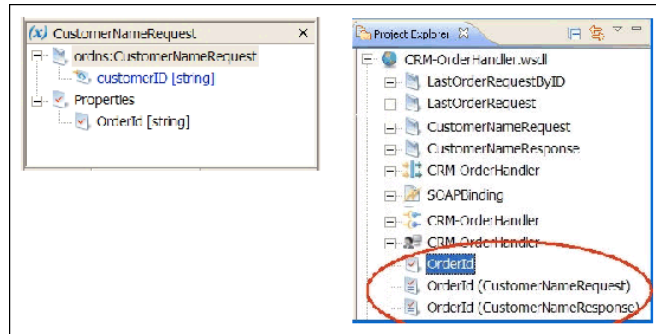 (x) CustomerNameRequest
ordns:CustomerNameRequest
customerID [string]
Properties
OrderId [string]
Project Explorer
CRM-OrderHandler.wsdl
LastOrderRequestByID
LastOrderRequest
CustomerNameRequest
CustomerNameResponse
CRM-OrderHandler
SOAPBinding
CRM-OrderHandler
CRM-OrderHandler
OrderId
OrderId (CustomerNameRequest)
OrderId (CustomerNameResponse)